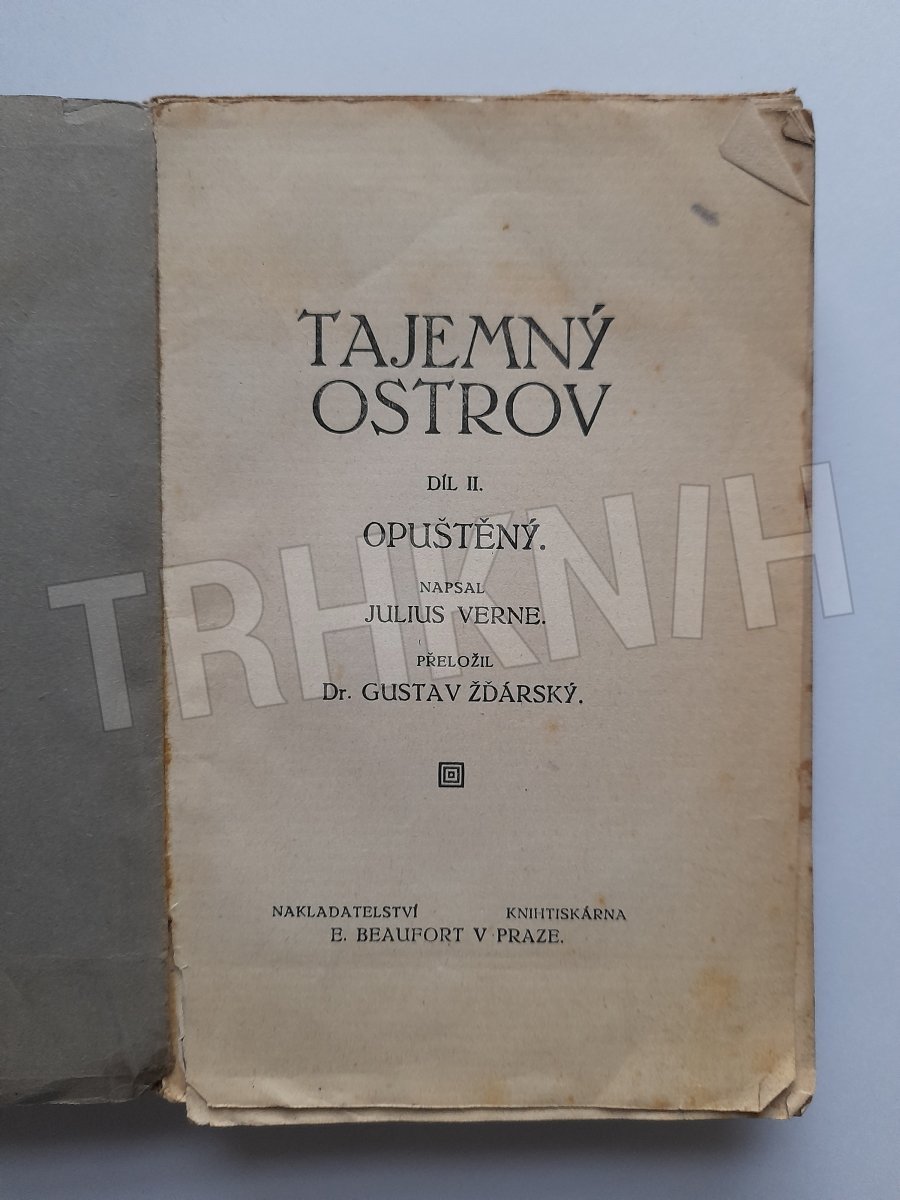 TAJEMNÝ
OSTROV
DÍL II.
OPUŠTĚNÝ.
NAPSAL
JULIUS VERNE.
PŘELOŽIL
Dr. GUSTAV ŽĎÁRSKÝ.
NAKLADATELSTVÍ KNIHTISKÁRNA
E. BEAUFORT V PRAZE.
TRHKNIH